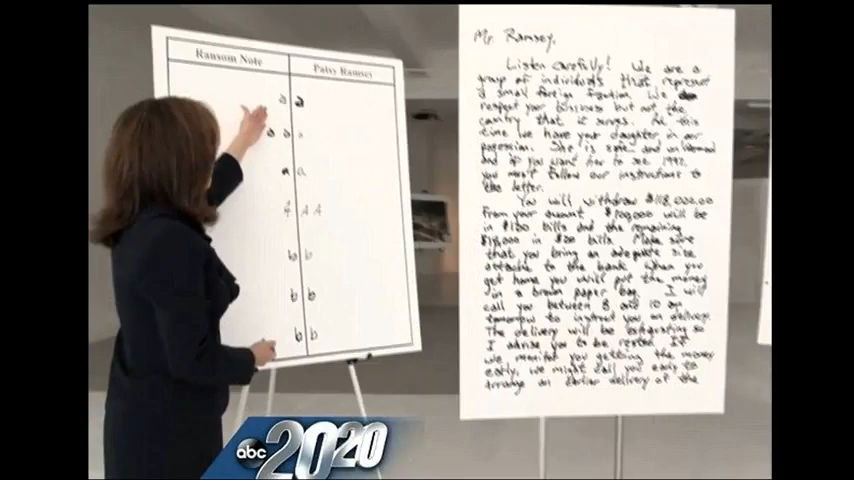 Ransom Note
Patsy Ramsey
a a
a a a
a a
A A A
b b
b b
b b
Mr. Ramsey,
Listen carefully! We are a
group of individuals that represent
a small foreign faction. We
respect your bussiness but not the
country that it serves. At this
time we have your daughter in our
posession. She is safe and unharmed
and if you want her to see 1997,
you must follow our instructions to
the letter.
You will withdraw $118,000.00
from your account. $100,000 will be
in $100 bills and the remaining
$18,000 in $20 bills. Make sure
that you bring an adequate size
attache to the bank. When you
get home you will put the money
in a brown paper bag. I will
call you between 8 and 10 am
tomorrow to instruct you on delivery.
The delivery will be exhausting so
I advise you to be rested. If
we monitor you getting the money
early, we might call you early to
arrange an earlier delivery of the
abc 2020